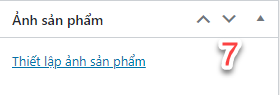 Ảnh sản phẩm
7
Thiết lập ảnh sản phẩm